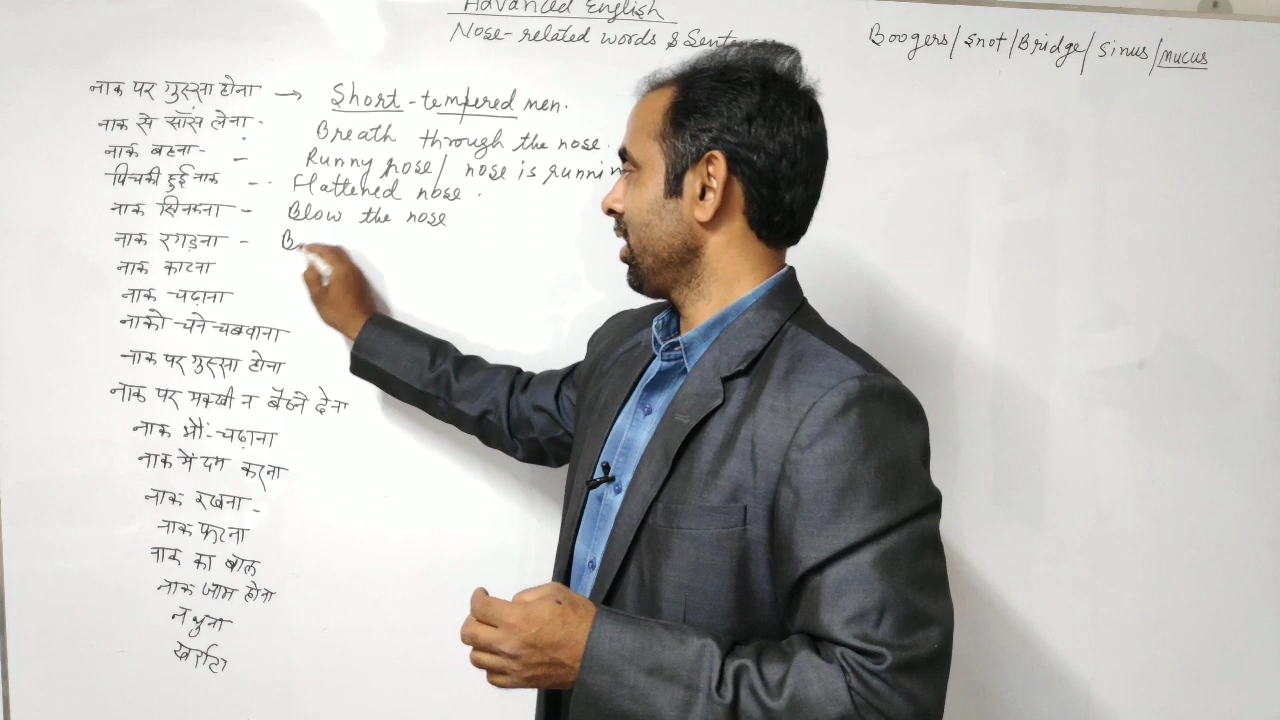 Advanced English
Nose-related words & Sentences
Boogers/Snot/Bridge/Sinus/Mucus
नाक पर गुस्सा होना → Short-tempered men.
नाक से साँस लेना - Breath through the nose.
नाक बहना - Runny nose/ nose is runnin
पिचकी हुई नाक - Flattened nose.
नाक सिनकना - Blow the nose
नाक रगड़ना - B
नाक काटना
नाक चढ़ाना
नाको चने चबवाना
नाक पर गुस्सा होना
नाक पर मक्खी न बैठने देना
नाक भौं-चढ़ाना
नाक में दम करना
नाक रखना -
नाक फटना
नाक का बाल
नाक जाम होना
नथुना
खर्राटा